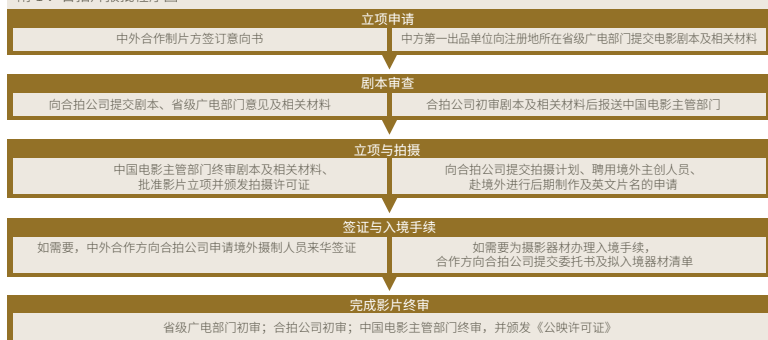 立项申请
中外合作制片方签订意向书
中方第一出品单位向注册地所在省级广电部门提交电影剧本及相关材料
剧本审查
向合拍公司提交剧本、省级广电部门意见及相关材料
合拍公司初审剧本及相关材料后报送中国电影主管部门
立项与拍摄
中国电影主管部门终审剧本及相关材料、
批准影片立项并颁发拍摄许可证
向合拍公司提交拍摄计划、聘用境外主创人员、
赴境外进行后期制作及英文片名的申请
签证与入境手续
如需要，中外合作方向合拍公司申请境外摄制人员来华签证
如需要为摄影器材办理入境手续，
合作方向合拍公司提交委托书及拟入境器材清单
完成影片终审
省级广电部门初审；合拍公司初审；中国电影主管部门终审，并颁发《公映许可证》